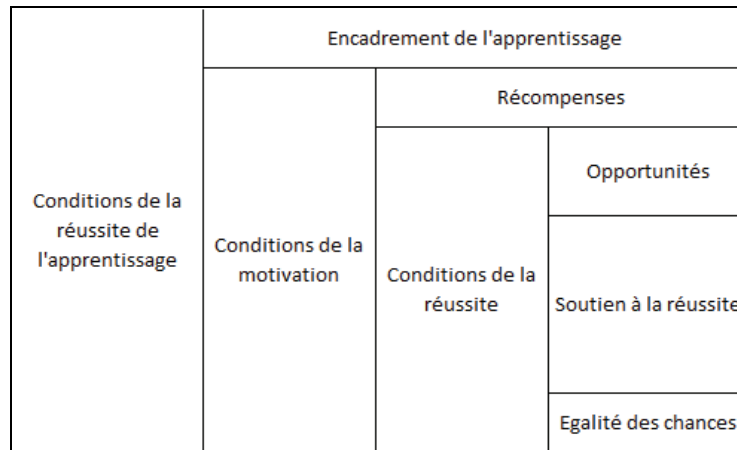 Encadrement de l'apprentissage
Récompenses
Opportunités
Conditions de la
réussite de
l'apprentissage
Conditions de la
motivation
Conditions de la
réussite
Soutien à la réussite
Egalité des chances